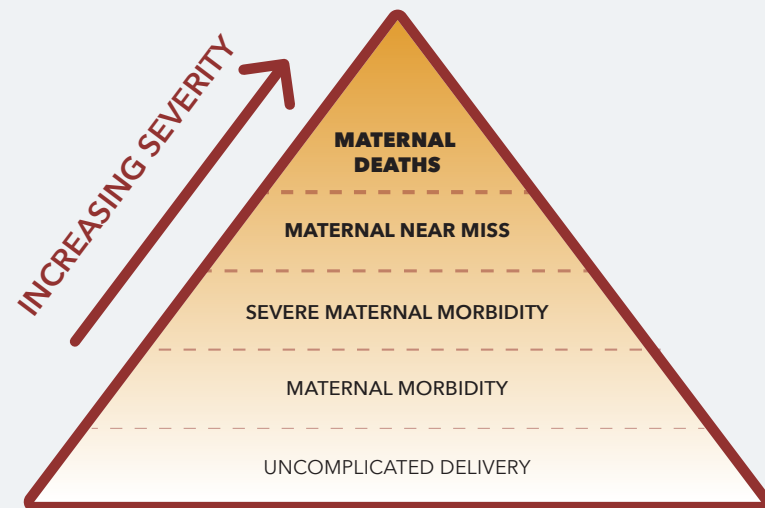 INCREASING SEVERITY
MATERNAL
DEATHS
MATERNAL NEAR MISS
SEVERE MATERNAL MORBIDITY
MATERNAL MORBIDITY
UNCOMPLICATED DELIVERY